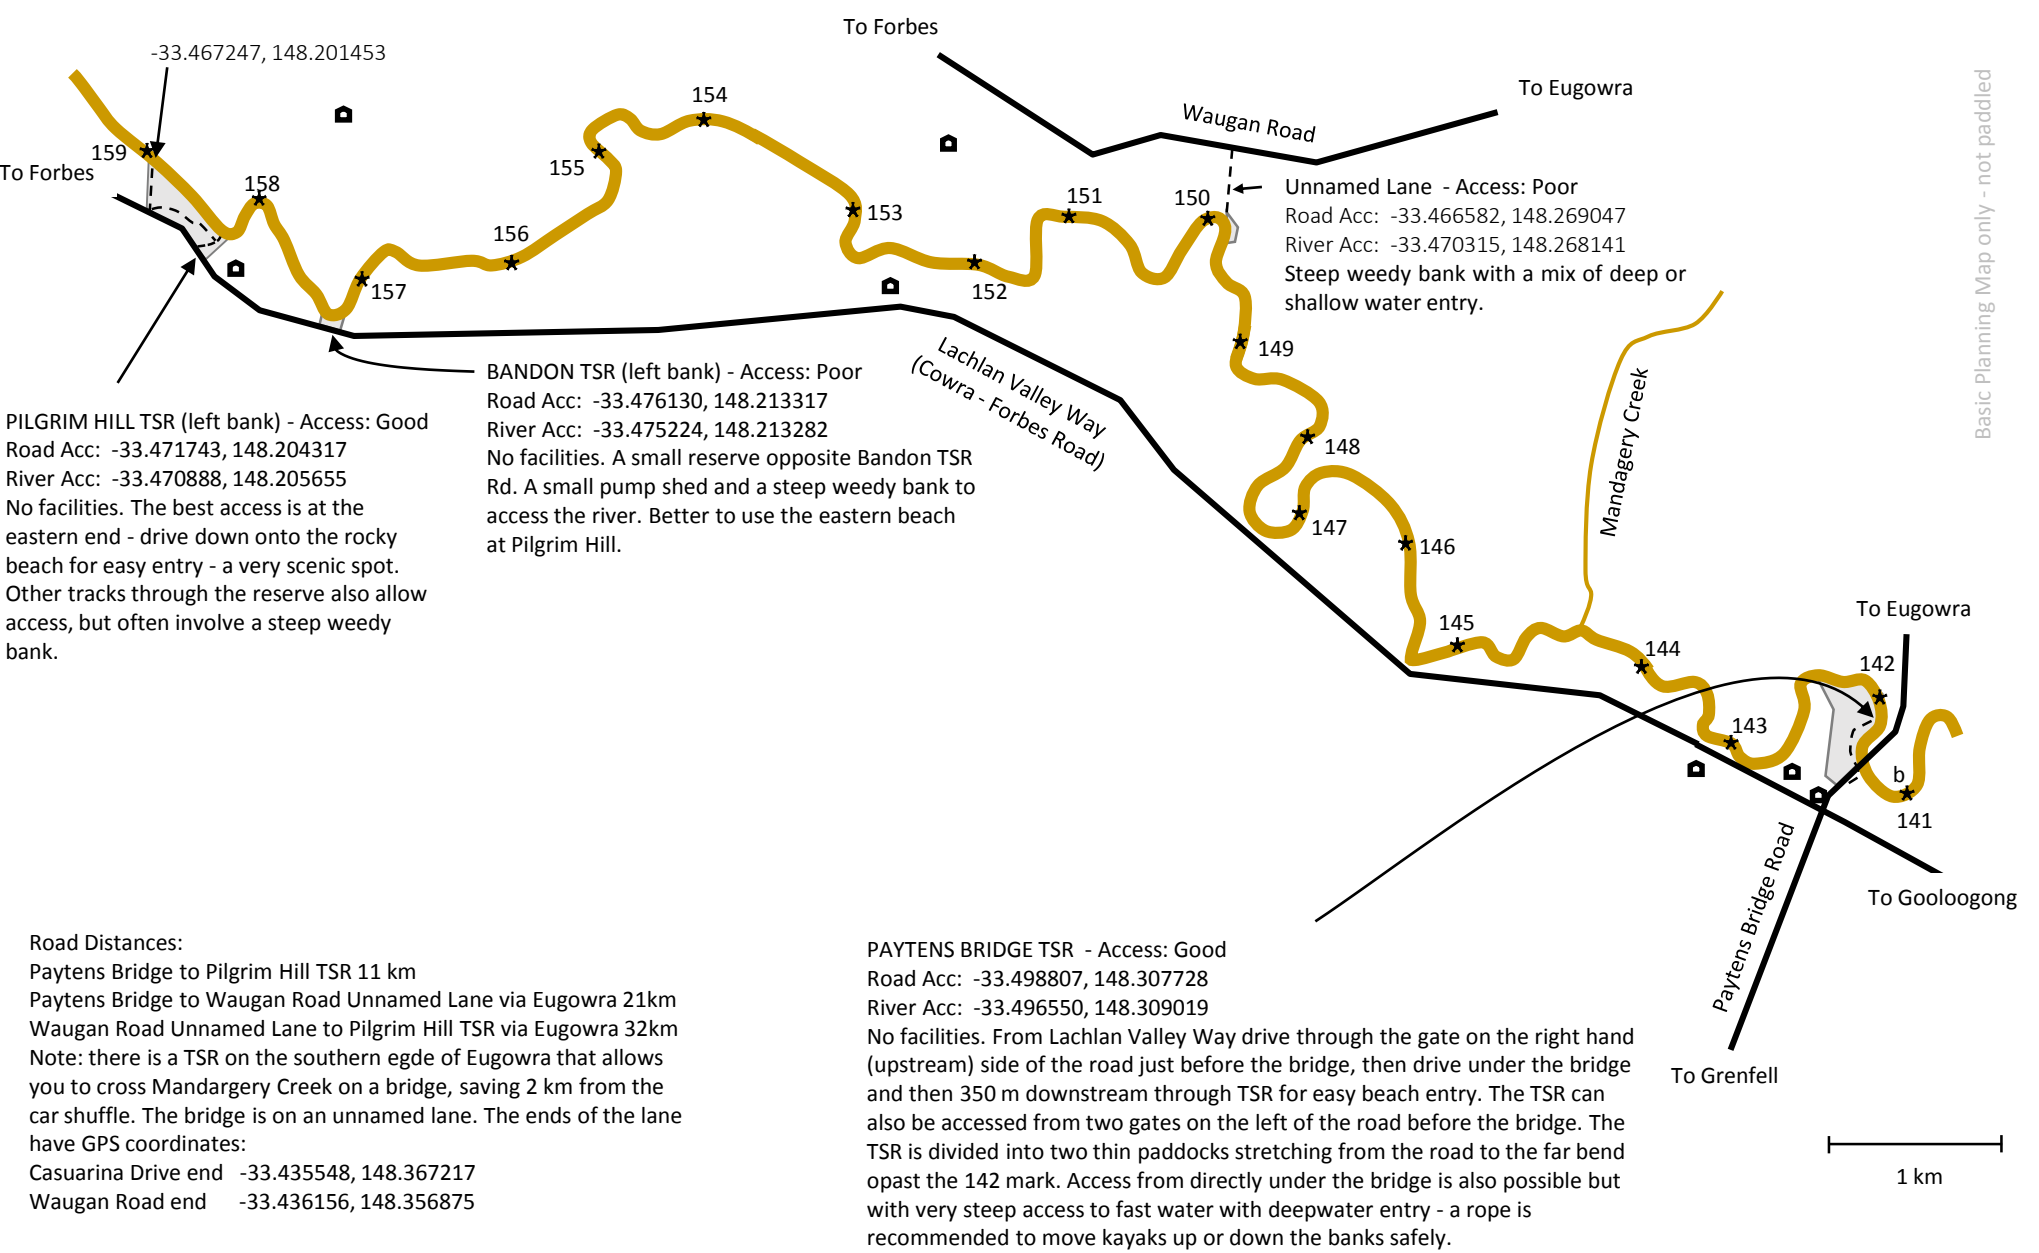 To Forbes
-33.467247, 148.201453
To Eugowra
Waugan Road
154
159
To Forbes
158
155
153
151
150
156
152
157
149
148
147
146
145
144
143
142
b
141
Unnamed Lane - Access: Poor
Road Acc: -33.466582, 148.269047
River Acc: -33.470315, 148.268141
Steep weedy bank with a mix of deep or
shallow water entry.
Basic Planning Map only - not paddled
Lachlan Valley Way
(Cowra - Forbes Road)
Mandagery Creek
BANDON TSR (left bank) - Access: Poor
Road Acc: -33.476130, 148.213317
River Acc: -33.475224, 148.213282
No facilities. A small reserve opposite Bandon TSR
Rd. A small pump shed and a steep weedy bank to
access the river. Better to use the eastern beach
at Pilgrim Hill.
PILGRIM HILL TSR (left bank) - Access: Good
Road Acc: -33.471743, 148.204317
River Acc: -33.470888, 148.205655
No facilities. The best access is at the
eastern end - drive down onto the rocky
beach for easy entry - a very scenic spot.
Other tracks through the reserve also allow
access, but often involve a steep weedy
bank.
To Eugowra
Paytens Bridge Road
To Gooloogong
To Grenfell
1 km
Road Distances:
Paytens Bridge to Pilgrim Hill TSR 11 km
Paytens Bridge to Waugan Road Unnamed Lane via Eugowra 21km
Waugan Road Unnamed Lane to Pilgrim Hill TSR via Eugowra 32km
Note: there is a TSR on the southern egde of Eugowra that allows
you to cross Mandargery Creek on a bridge, saving 2 km from the
car shuffle. The bridge is on an unnamed lane. The ends of the lane
have GPS coordinates:
Casuarina Drive end -33.435548, 148.367217
Waugan Road end -33.436156, 148.356875
PAYTENS BRIDGE TSR - Access: Good
Road Acc: -33.498807, 148.307728
River Acc: -33.496550, 148.309019
No facilities. From Lachlan Valley Way drive through the gate on the right hand
(upstream) side of the road just before the bridge, then drive under the bridge
and then 350 m downstream through TSR for easy beach entry. The TSR can
also be accessed from two gates on the left of the road before the bridge. The
TSR is divided into two thin paddocks stretching from the road to the far bend
opast the 142 mark. Access from directly under the bridge is also possible but
with very steep access to fast water with deepwater entry - a rope is
recommended to move kayaks up or down the banks safely.